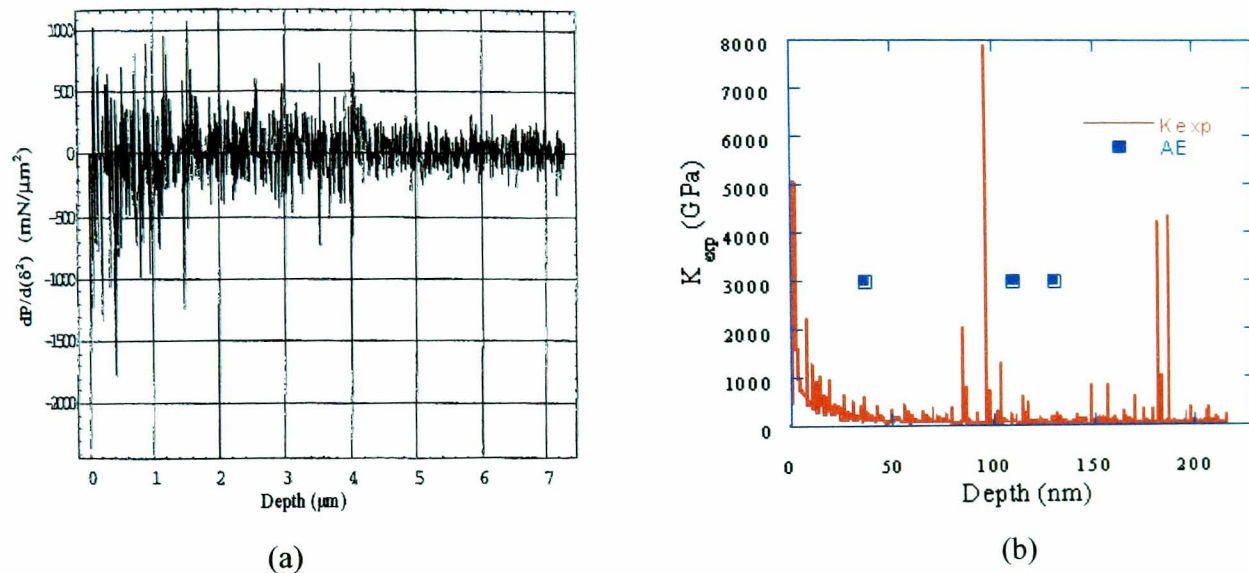 1000
500
0
-500
-1000
-1500
-2000
dP/d(δ²) (mN/μm²)
0 1 2 3 4 5 6 7
Depth (μm)
(a)
8000
7000
6000
5000
4000
3000
2000
1000
0
K exp (GPa)
K exp
AE
0 50 100 150 200
Depth (nm)
(b)